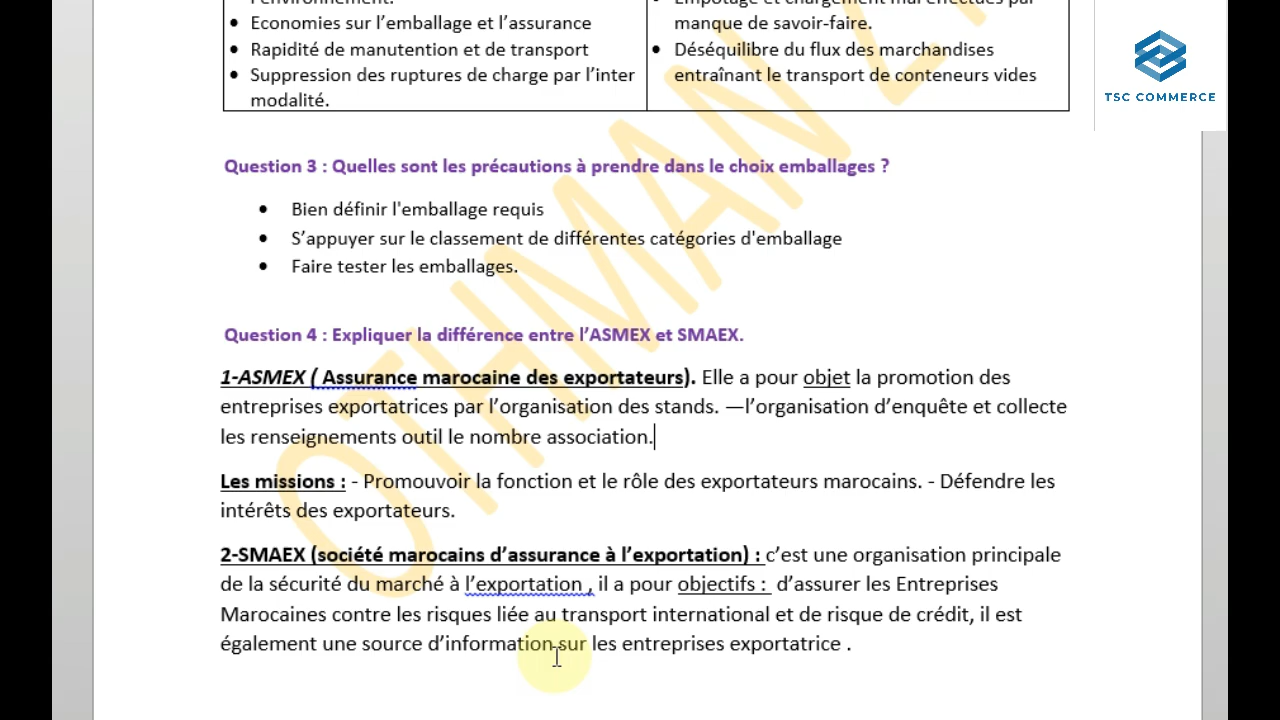 • Economies sur l’emballage et l’assurance
• Rapidité de manutention et de transport
• Suppression des ruptures de charge par l’inter
modalité.
manque de savoir-faire.
• Déséquilibre du flux des marchandises
entraînant le transport de conteneurs vides
TSC COMMERCE
Question 3 : Quelles sont les précautions à prendre dans le choix emballages ?
• Bien définir l'emballage requis
• S’appuyer sur le classement de différentes catégories d'emballage
• Faire tester les emballages.
Question 4 : Expliquer la différence entre l’ASMEX et SMAEX.
1-ASMEX ( Assurance marocaine des exportateurs). Elle a pour objet la promotion des
entreprises exportatrices par l’organisation des stands. —l’organisation d’enquête et collecte
les renseignements outil le nombre association.
Les missions : - Promouvoir la fonction et le rôle des exportateurs marocains. - Défendre les
intérêts des exportateurs.
2-SMAEX (société marocains d’assurance à l’exportation) : c’est une organisation principale
de la sécurité du marché à l’exportation , il a pour objectifs : d’assurer les Entreprises
Marocaines contre les risques liée au transport international et de risque de crédit, il est
également une source d’information sur les entreprises exportatrice .
OTHMAN